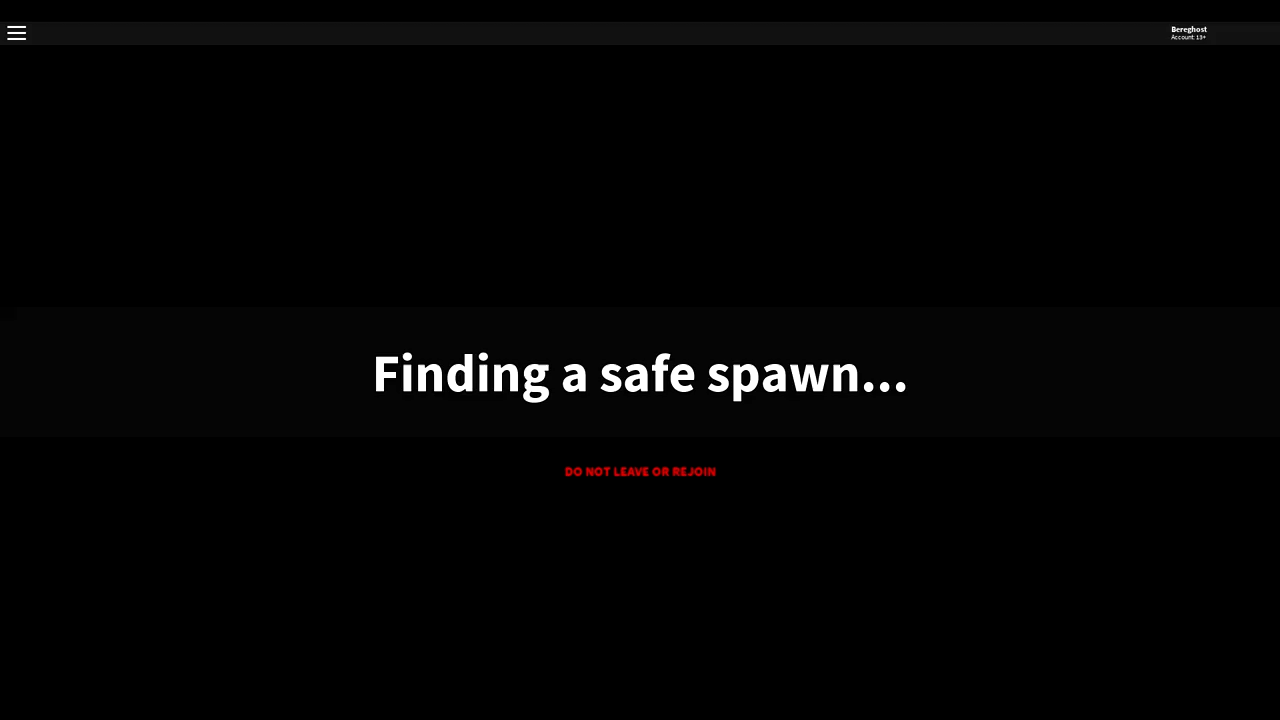 Bereghost
Account: 13+
Finding a safe spawn...
DO NOT LEAVE OR REJOIN